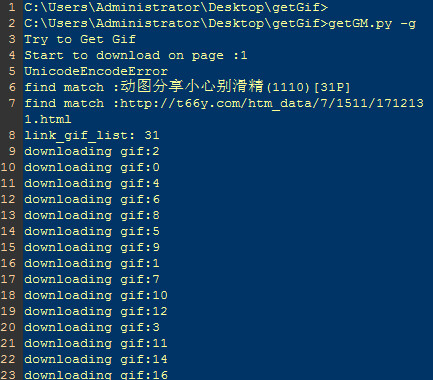 1 C:\Users\Administrator\Desktop\getGif>
2 C:\Users\Administrator\Desktop\getGif>getGM.py -g
3 Try to Get Gif
4 Start to download on page :1
5 UnicodeEncodeError
6 find match :动图分享小心别滑精(1110)[31P]
7 find match :http://t66y.com/htm_data/7/1511/171213
1.html
8 link_gif_list: 31
9 downloading gif:2
10 downloading gif:0
11 downloading gif:4
12 downloading gif:6
13 downloading gif:8
14 downloading gif:5
15 downloading gif:9
16 downloading gif:1
17 downloading gif:7
18 downloading gif:10
19 downloading gif:12
20 downloading gif:3
21 downloading gif:11
22 downloading gif:14
23 downloading gif:16